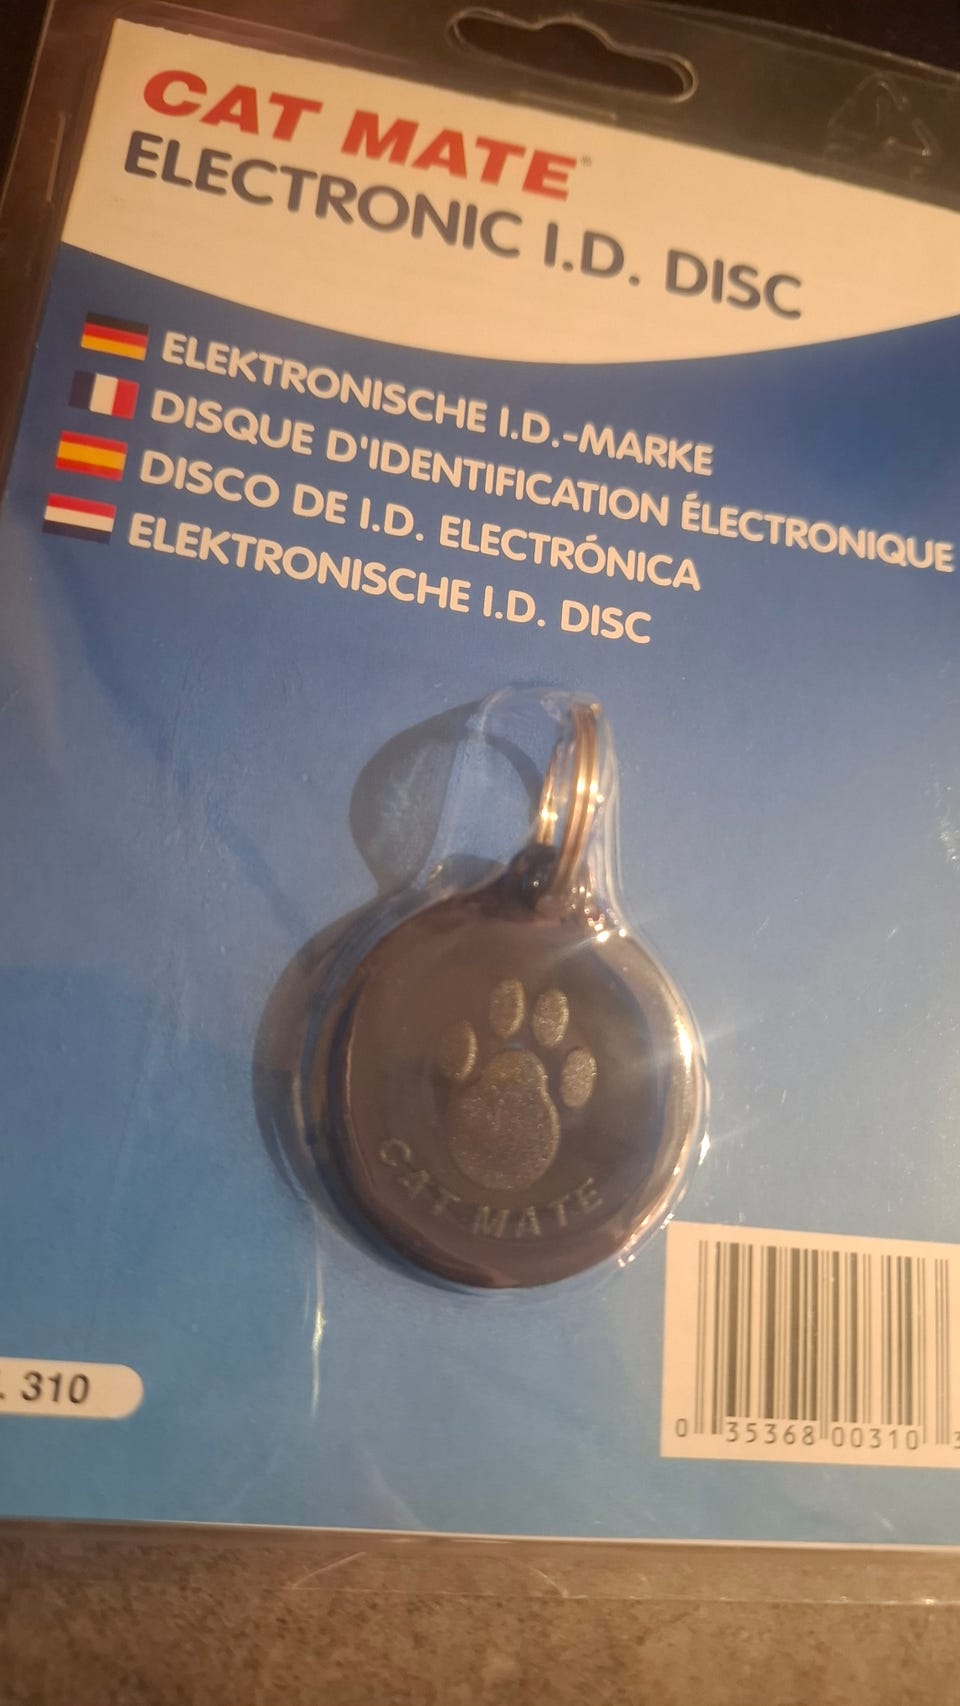 CAT MATE®
ELECTRONIC I.D. DISC
ELEKTRONISCHE I.D.-MARKE
DISQUE D'IDENTIFICATION ÉLECTRONIQUE
DISCO DE I.D. ELECTRÓNICA
ELEKTRONISCHE I.D. DISC
CAT MATE
. 310
0 35368 00310 3